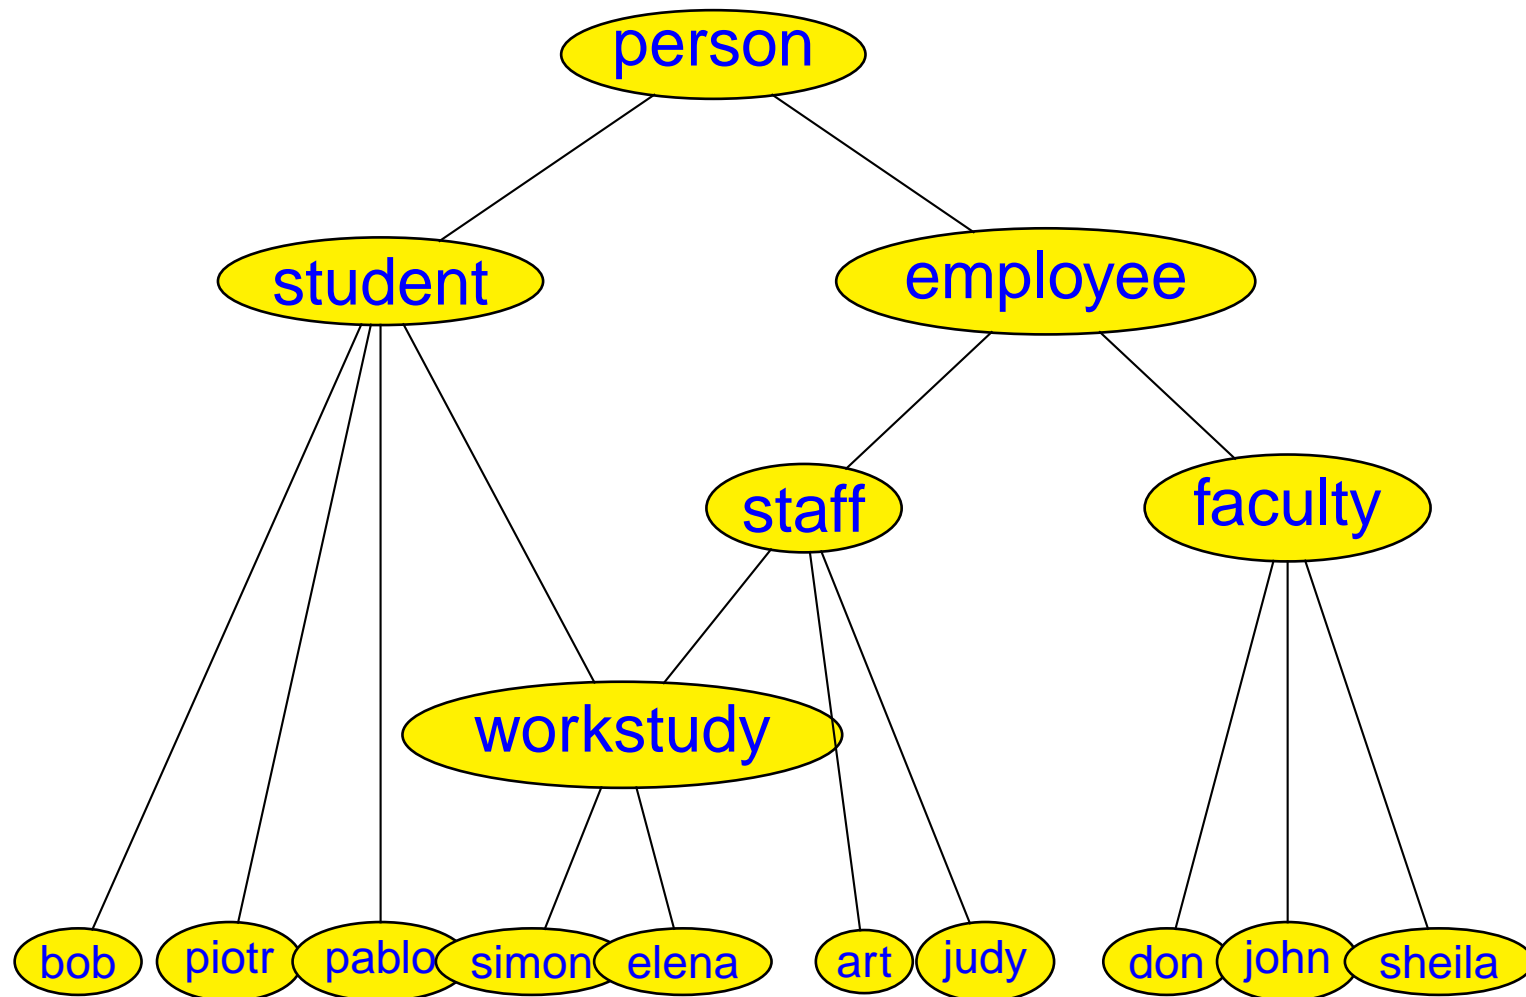 person
student
employee
staff
faculty
workstudy
bob
piotr
pablo
simon
elena
art
judy
don
john
sheila